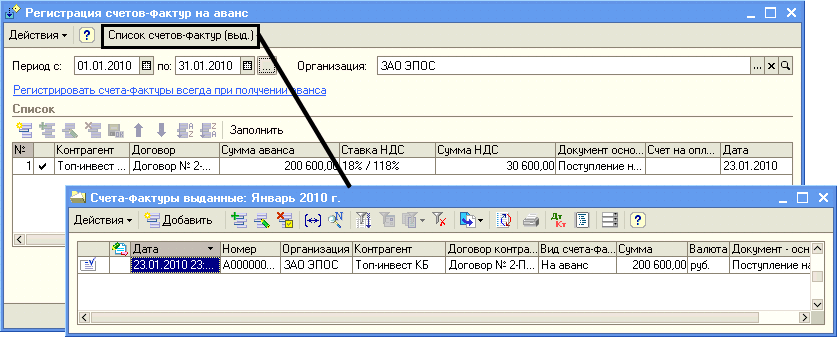 Регистрация счетов-фактур на аванс
Действия ? Список счетов-фактур (выд.)
Период с: 01.01.2010 по: 31.01.2010 ... Организация: ЗАО ЭПОС ... x
Регистрировать счета-фактуры всегда при получении аванса
Список
Заполнить
№ Контрагент Договор Сумма аванса Ставка НДС Сумма НДС Документ осно... Счет на опл... Дата
1 Топ-инвест ... Договор № 2-... 200 600,00 18% / 118% 30 600,00 Поступление н... 23.01.2010
Счета-фактуры выданные: Январь 2010 г.
Действия Добавить Дт Кт ?
Дата Номер Организация Контрагент Договор контра... Вид счета-фа... Сумма Валюта Документ - осн
23.01.2010 23:... А000000... ЗАО ЭПОС Топ-инвест КБ Договор № 2-П... На аванс 200 600,00 руб. Поступление на